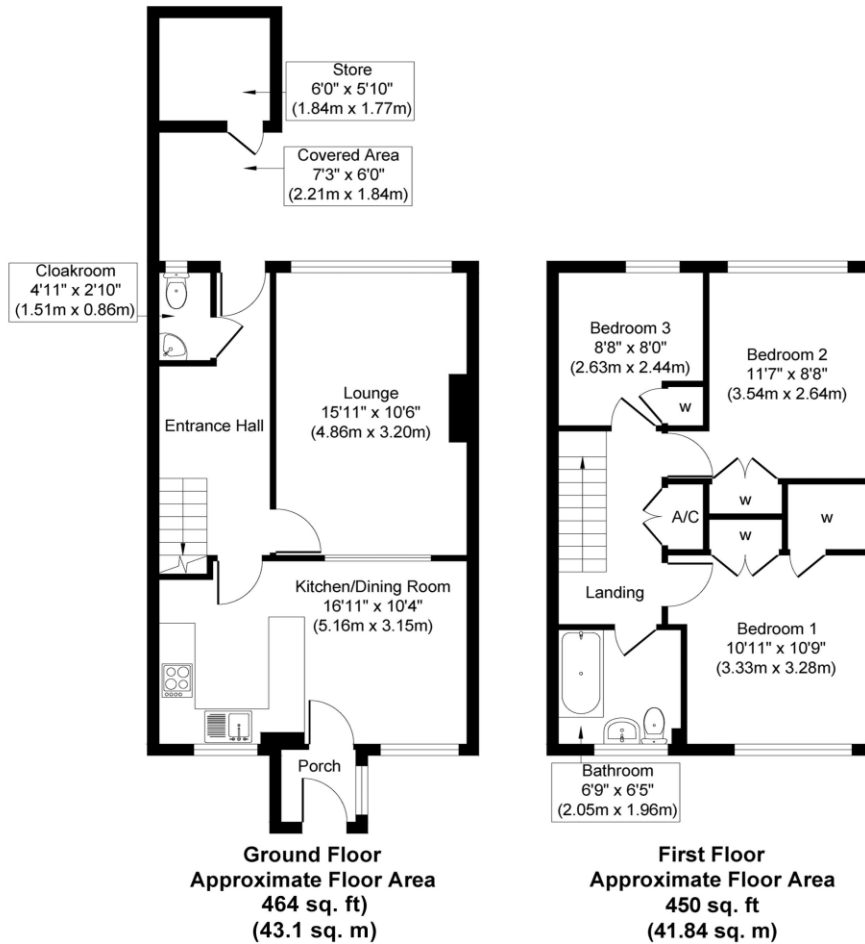 Store
6'0" x 5'10"
(1.84m x 1.77m)
Covered Area
7'3" x 6'0"
(2.21m x 1.84m)
Cloakroom
4'11" x 2'10"
(1.51m x 0.86m)
Lounge
15'11" x 10'6"
(4.86m x 3.20m)
Entrance Hall
Kitchen/Dining Room
16'11" x 10'4"
(5.16m x 3.15m)
Porch
Ground Floor
Approximate Floor Area
464 sq. ft)
(43.1 sq. m)
Bedroom 3
8'8" x 8'0"
(2.63m x 2.44m)
Bedroom 2
11'7" x 8'8"
(3.54m x 2.64m)
w
w
A/C
w
w
Landing
Bedroom 1
10'11" x 10'9"
(3.33m x 3.28m)
Bathroom
6'9" x 6'5"
(2.05m x 1.96m)
First Floor
Approximate Floor Area
450 sq. ft
(41.84 sq. m)